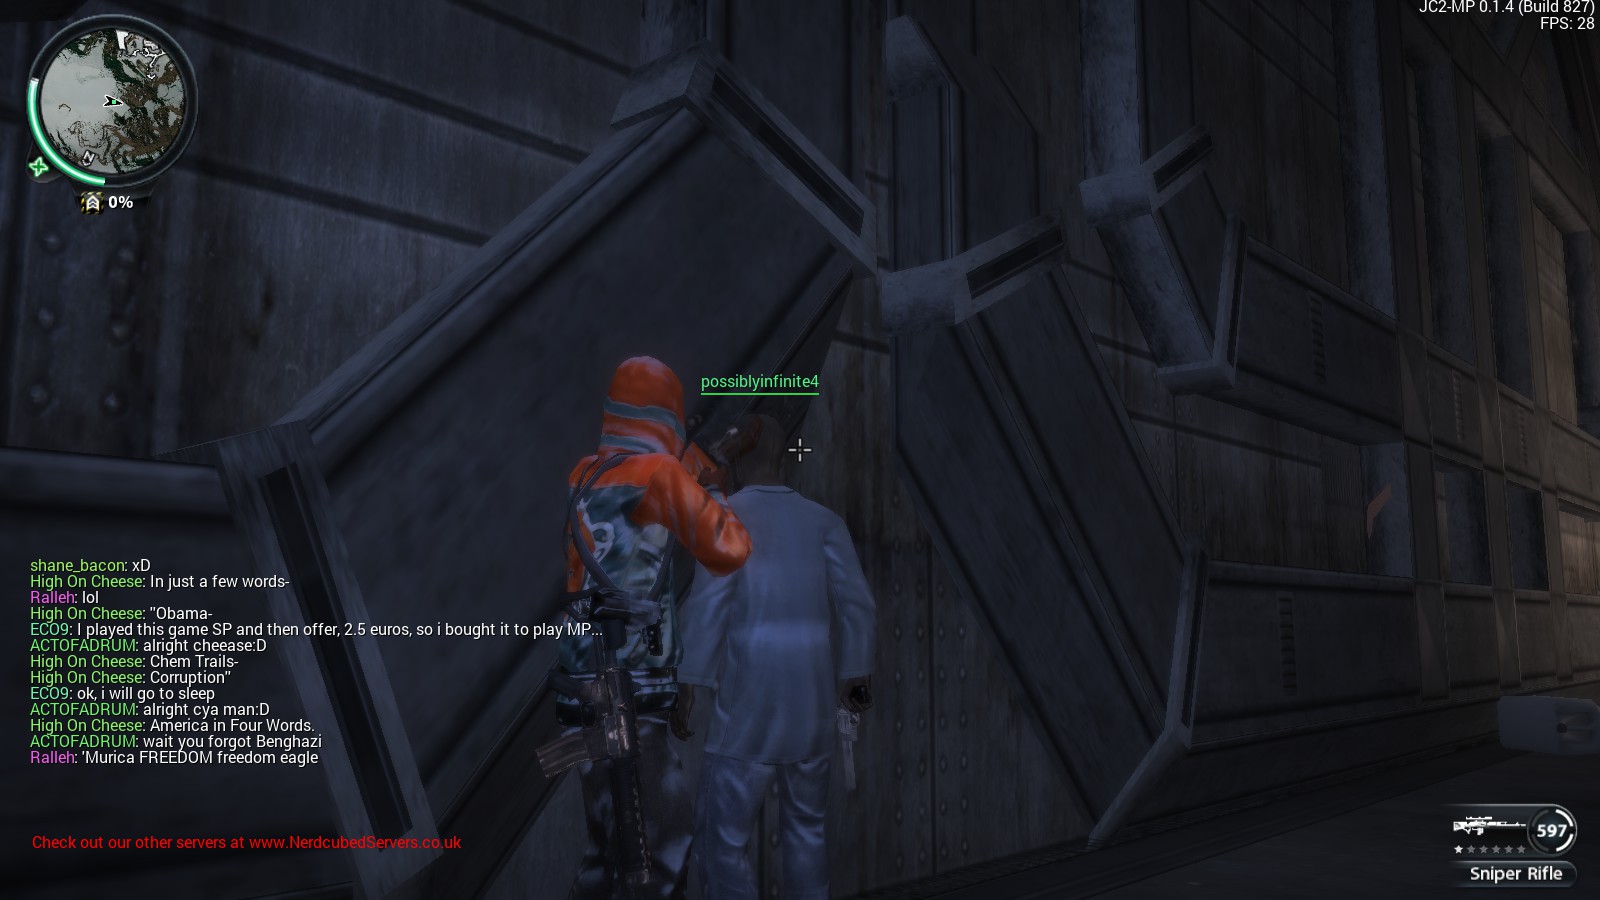 JC2-MP 0.1.4 (Build 827)
FPS: 28
N
0%
possiblyinfinite4
shane_bacon: xD
High On Cheese: In just a few words-
Ralleh: lol
High On Cheese: "Obama-
ECO9: I played this game SP and then offer, 2.5 euros, so i bought it to play MP...
ACTOFADRUM: alright cheease:D
High On Cheese: Chem Trails-
High On Cheese: Corruption"
ECO9: ok, i will go to sleep
ACTOFADRUM: alright cya man:D
High On Cheese: America in Four Words.
ACTOFADRUM: wait you forgot Benghazi
Ralleh: 'Murica FREEDOM freedom eagle
Check out our other servers at www.NerdcubedServers.co.uk
597
Sniper Rifle